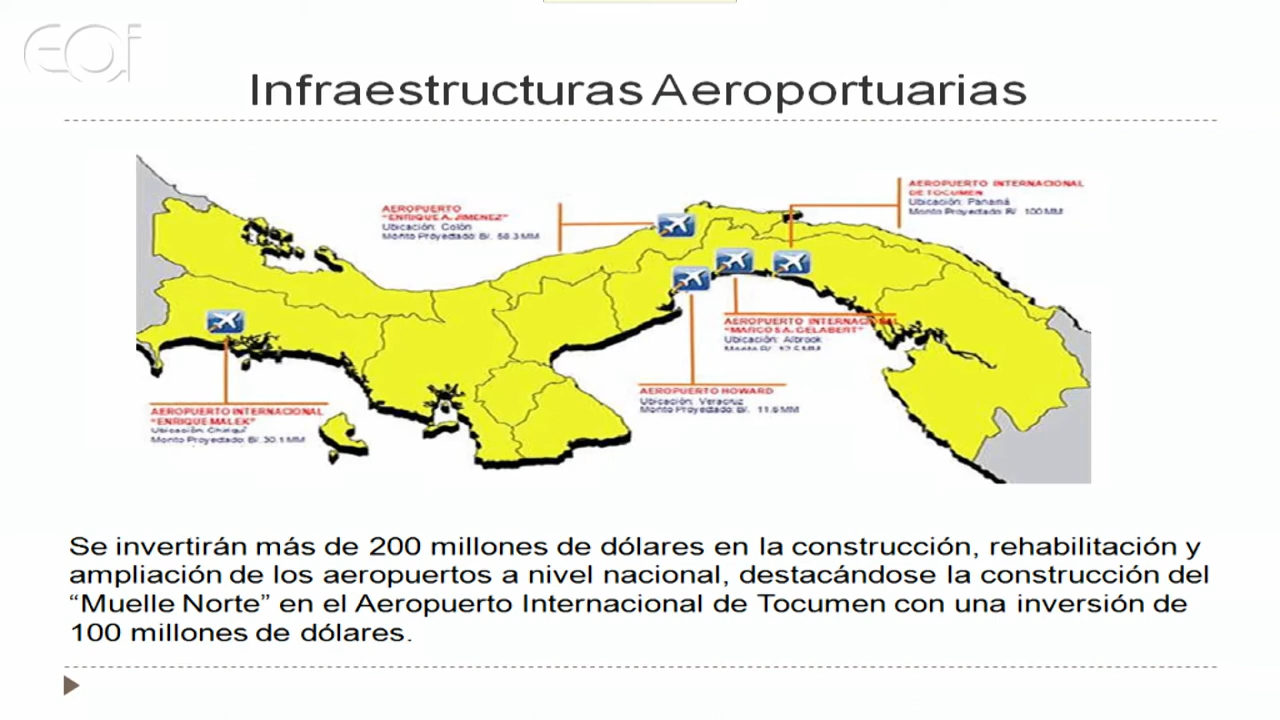 EOi
Infraestructuras Aeroportuarias
AEROPUERTO INTERNACIONAL
DE TOCUMEN
Ubicación: Panamá
Monto Proyectado B/. 100 MM
AEROPUERTO
"ENRIQUE A. JIMENEZ"
Ubicación: Colón
Monto Proyectado: B/. 58.3 MM
AEROPUERTO INTERNACIONAL
"MARCO S.A. GELABERT"
Ubicación: Albrook
Monto B/.
AEROPUERTO HOWARD
Ubicación: Veracruz
Monto Proyectado: B/. 11.6 MM
AEROPUERTO INTERNACIONAL
"ENRIQUE MALEK"
Ubicación: Chiriquí
Monto Proyectado: B/. 30.1 MM
Se invertirán más de 200 millones de dólares en la construcción, rehabilitación y
ampliación de los aeropuertos a nivel nacional, destacándose la construcción del
“Muelle Norte” en el Aeropuerto Internacional de Tocumen con una inversión de
100 millones de dólares.